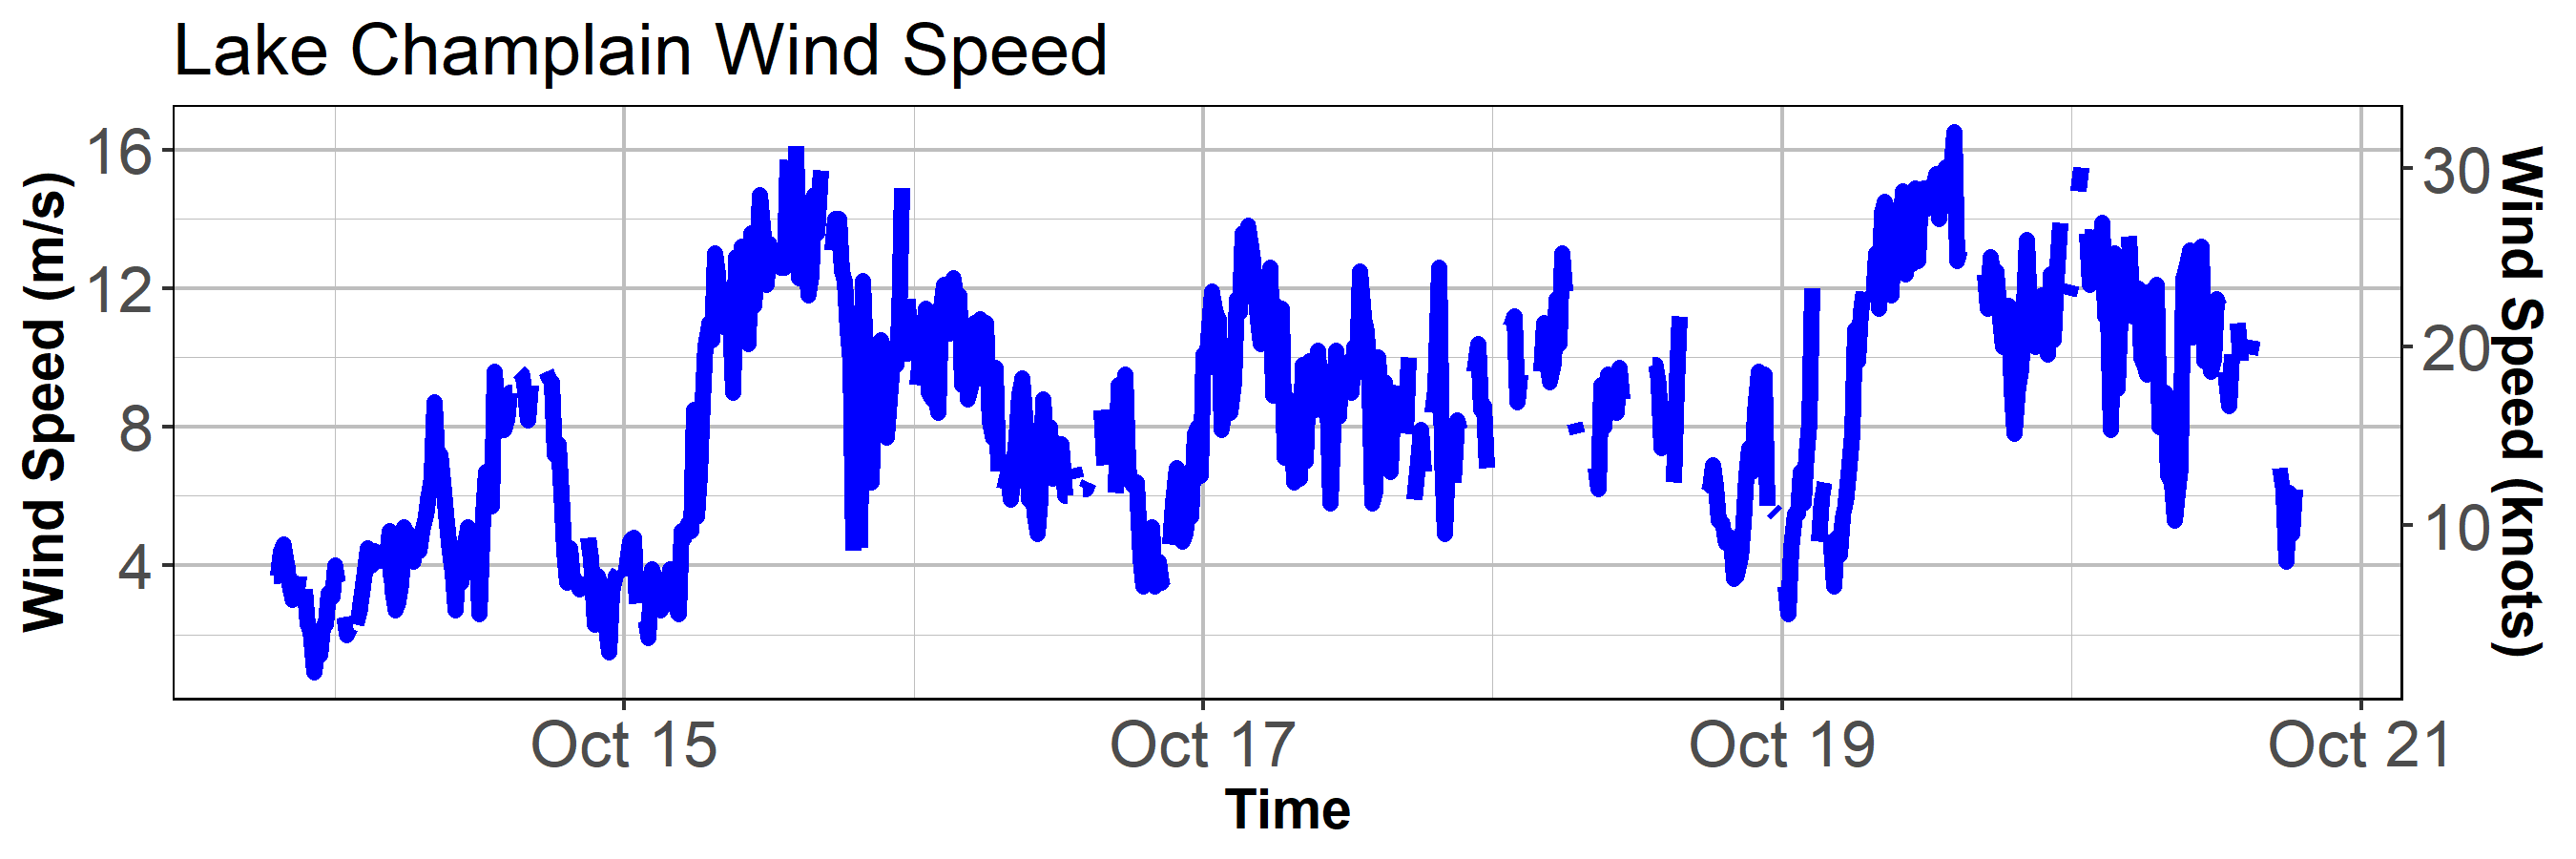 Lake Champlain Wind Speed
Wind Speed (m/s)
16
12
8
4
30
20
10
Wind Speed (knots)
Oct 15
Oct 17
Oct 19
Oct 21
Time